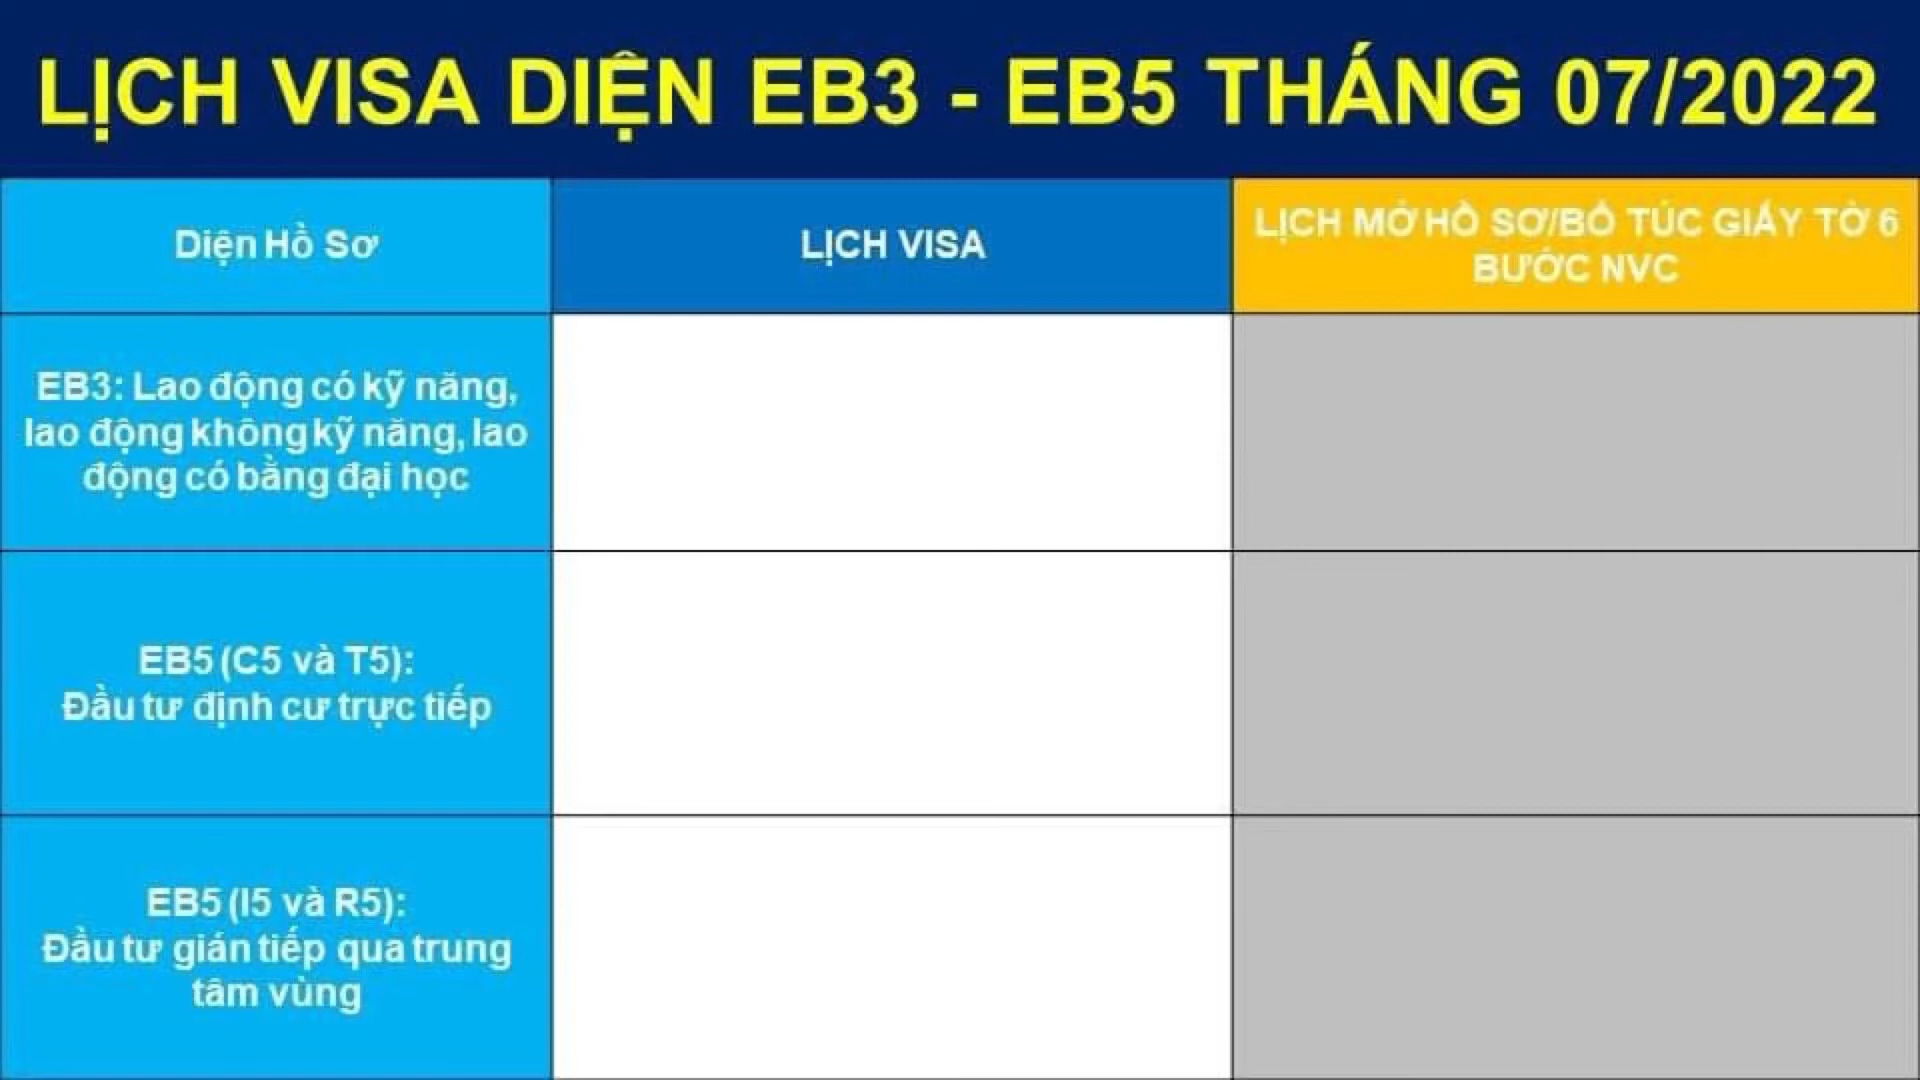 LỊCH VISA DIỆN EB3 - EB5 THÁNG 07/2022
Diện Hồ Sơ
LỊCH VISA
LỊCH MỞ HỒ SƠ/BỔ TÚC GIẤY TỜ 6
BƯỚC NVC
EB3: Lao động có kỹ năng,
lao động không kỹ năng, lao
động có bằng đại học
EB5 (C5 và T5):
Đầu tư định cư trực tiếp
EB5 (I5 và R5):
Đầu tư gián tiếp qua trung
tâm vùng